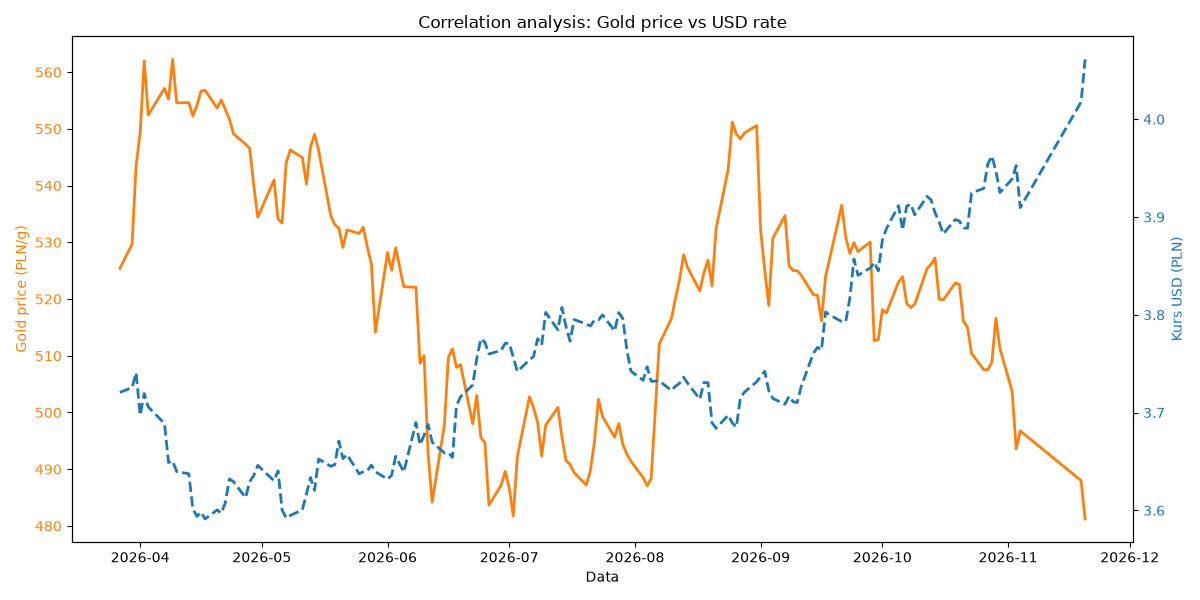 Correlation analysis: Gold price vs USD rate
Gold price (PLN/g)
560
550
540
530
520
510
500
490
480
4.0
3.9
3.8
3.7
3.6
Kurs USD (PLN)
2026-04 2026-05 2026-06 2026-07 2026-08 2026-09 2026-10 2026-11 2026-12
Data